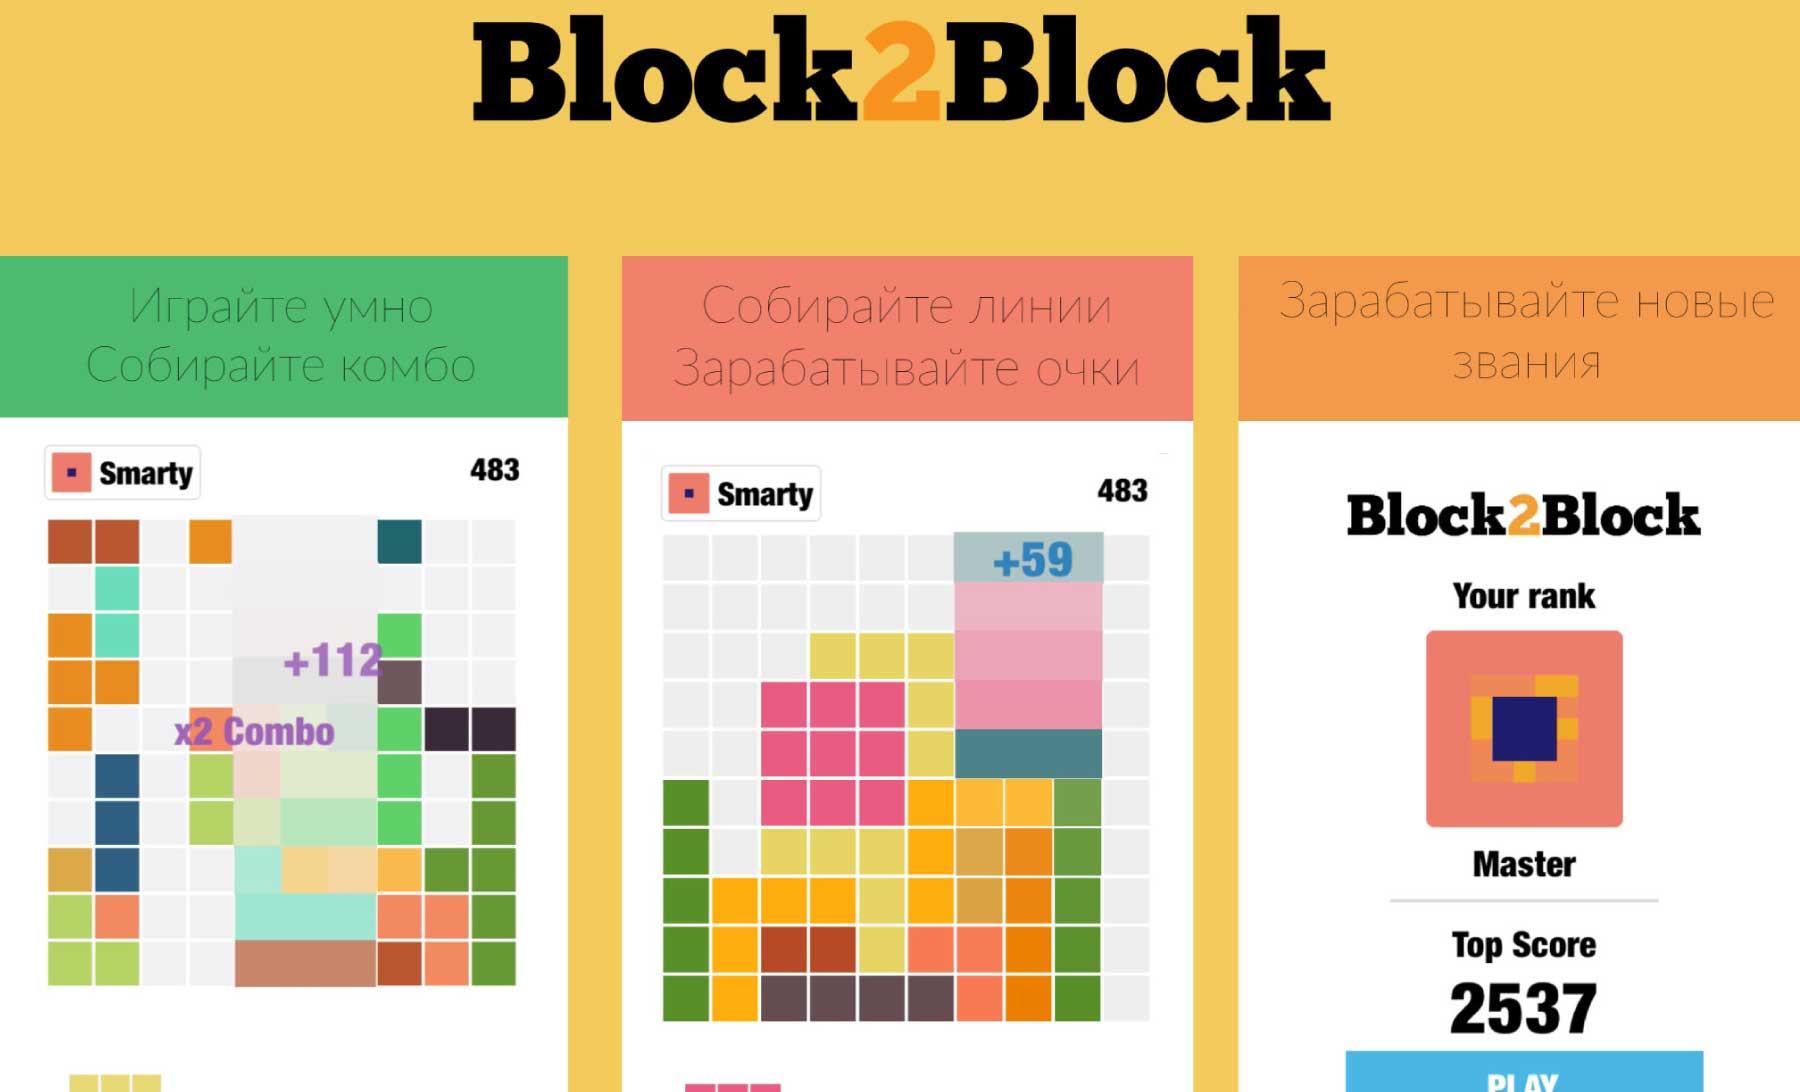 Block2Block
Играйте умно
Собирайте комбо
Smarty
483
+112
x2 Combo
Собирайте линии
Зарабатывайте очки
Smarty
483
+59
Зарабатывайте новые
звания
Block2Block
Your rank
Master
Top Score
2537
PLAY